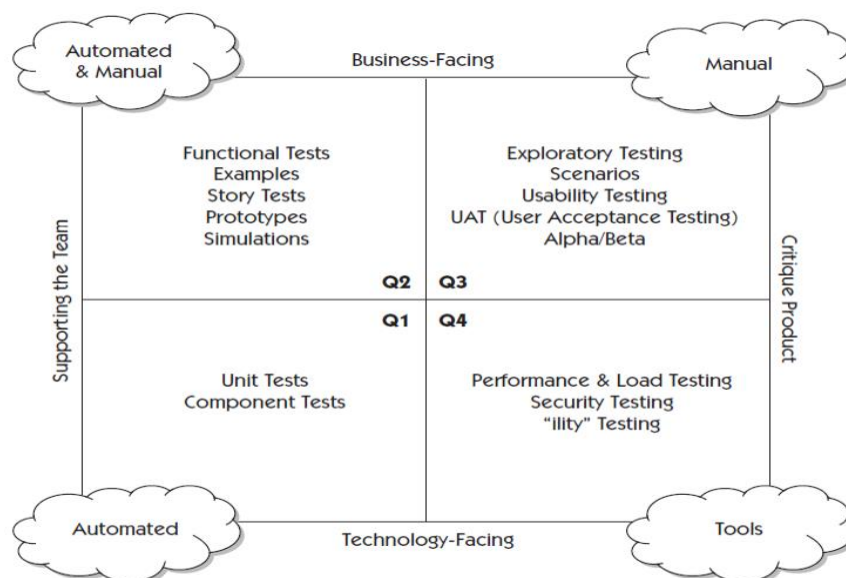 Automated
& Manual
Business-Facing
Manual
Functional Tests
Examples
Story Tests
Prototypes
Simulations
Exploratory Testing
Scenarios
Usability Testing
UAT (User Acceptance Testing)
Alpha/Beta
Supporting the Team
Critique Product
Q2
Q3
Q1
Q4
Unit Tests
Component Tests
Performance & Load Testing
Security Testing
“ility” Testing
Automated
Technology-Facing
Tools